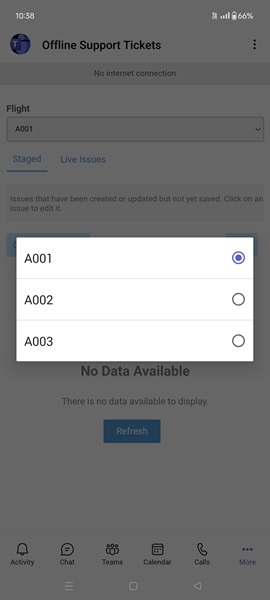 10:38
66%
Offline Support Tickets
No internet connection
Flight
A001
Staged
Live Issues
Issues that have been created or updated but not yet saved. Click on an
issue to edit it.
A001
A002
A003
No Data Available
There is no data available to display.
Refresh
Activity
Chat
Teams
Calendar
Calls
More